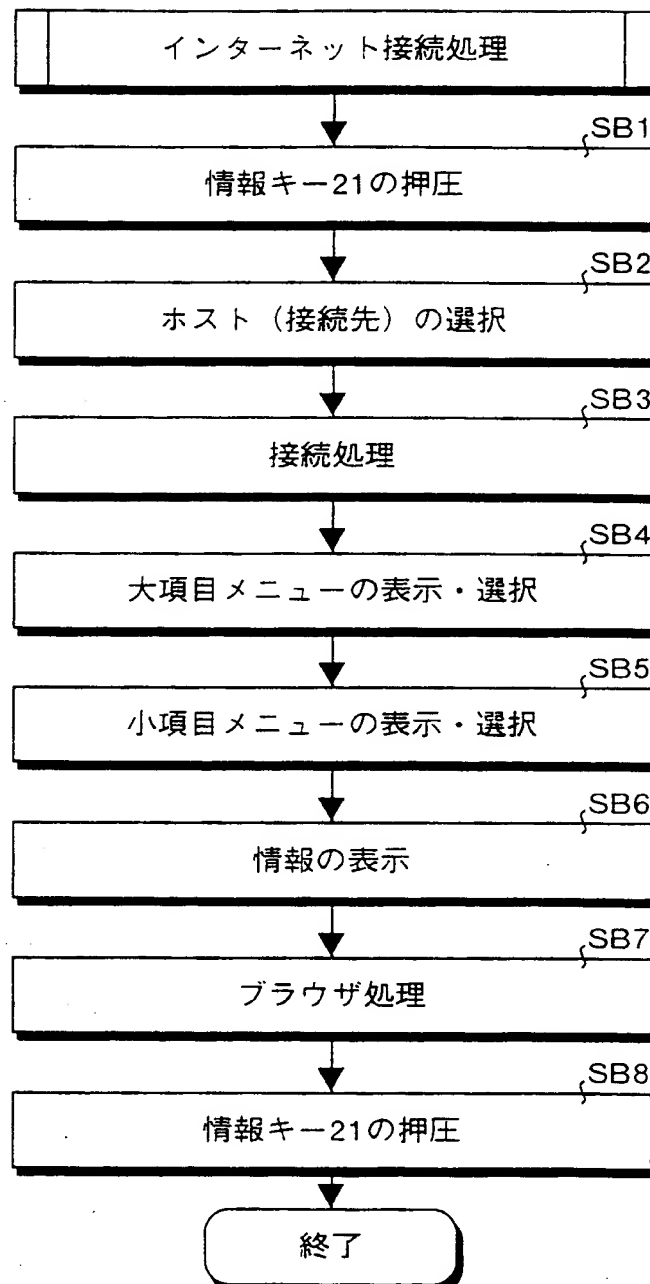 インターネット接続処理
SB1
情報キー21の押圧
SB2
ホスト（接続先）の選択
SB3
接続処理
SB4
大項目メニューの表示・選択
SB5
小項目メニューの表示・選択
SB6
情報の表示
SB7
ブラウザ処理
SB8
情報キー21の押圧
終了